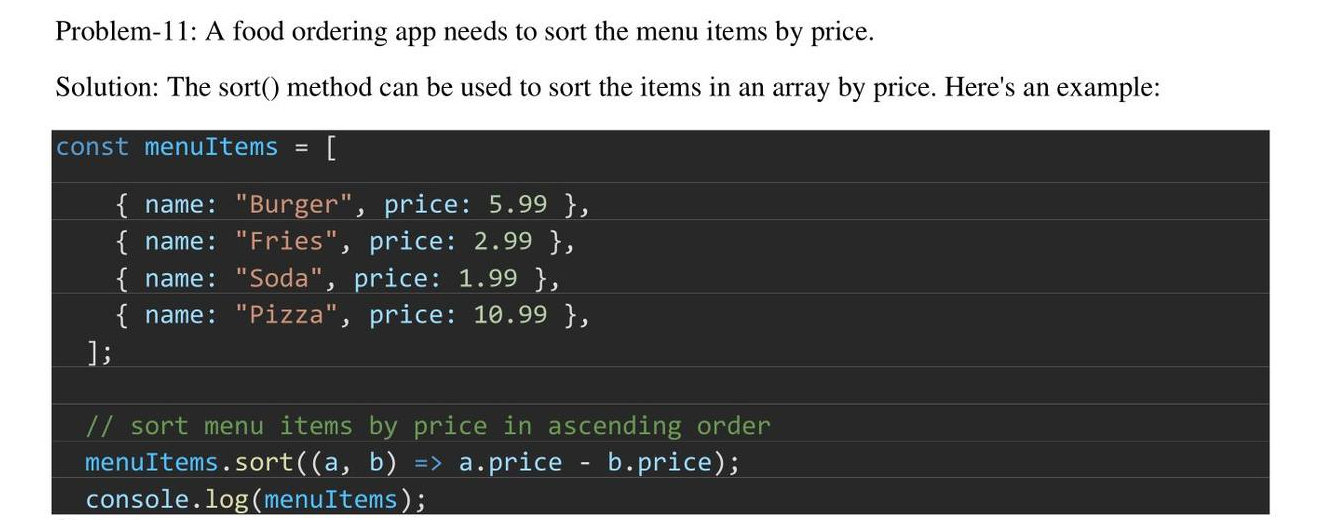 Problem-11: A food ordering app needs to sort the menu items by price.
Solution: The sort() method can be used to sort the items in an array by price. Here's an example:
const menuItems = [
{ name: "Burger", price: 5.99 },
{ name: "Fries", price: 2.99 },
{ name: "Soda", price: 1.99 },
{ name: "Pizza", price: 10.99 },
];
// sort menu items by price in ascending order
menuItems.sort((a, b) => a.price - b.price);
console.log(menuItems);